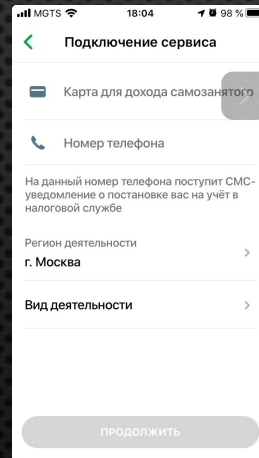 MGTS 18:04 98 %
Подключение сервиса
Карта для дохода самозанятого
Номер телефона
На данный номер телефона поступит СМС-
уведомление о постановке вас на учёт в
налоговой службе
Регион деятельности
г. Москва
Вид деятельности
ПРОДОЛЖИТЬ